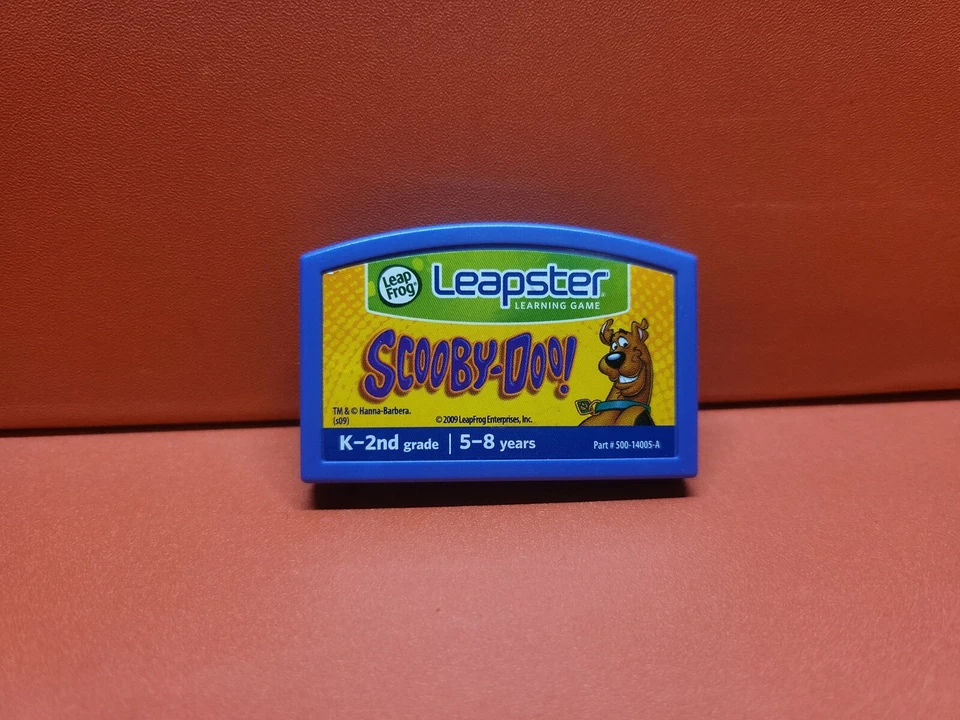 Leap
Frog
Leapster
LEARNING GAME
SCOOBY-DOO!
TM & © Hanna-Barbera.
(s09)
© 2009 LeapFrog Enterprises, Inc.
K–2nd grade | 5–8 years
Part # 500-14005-A